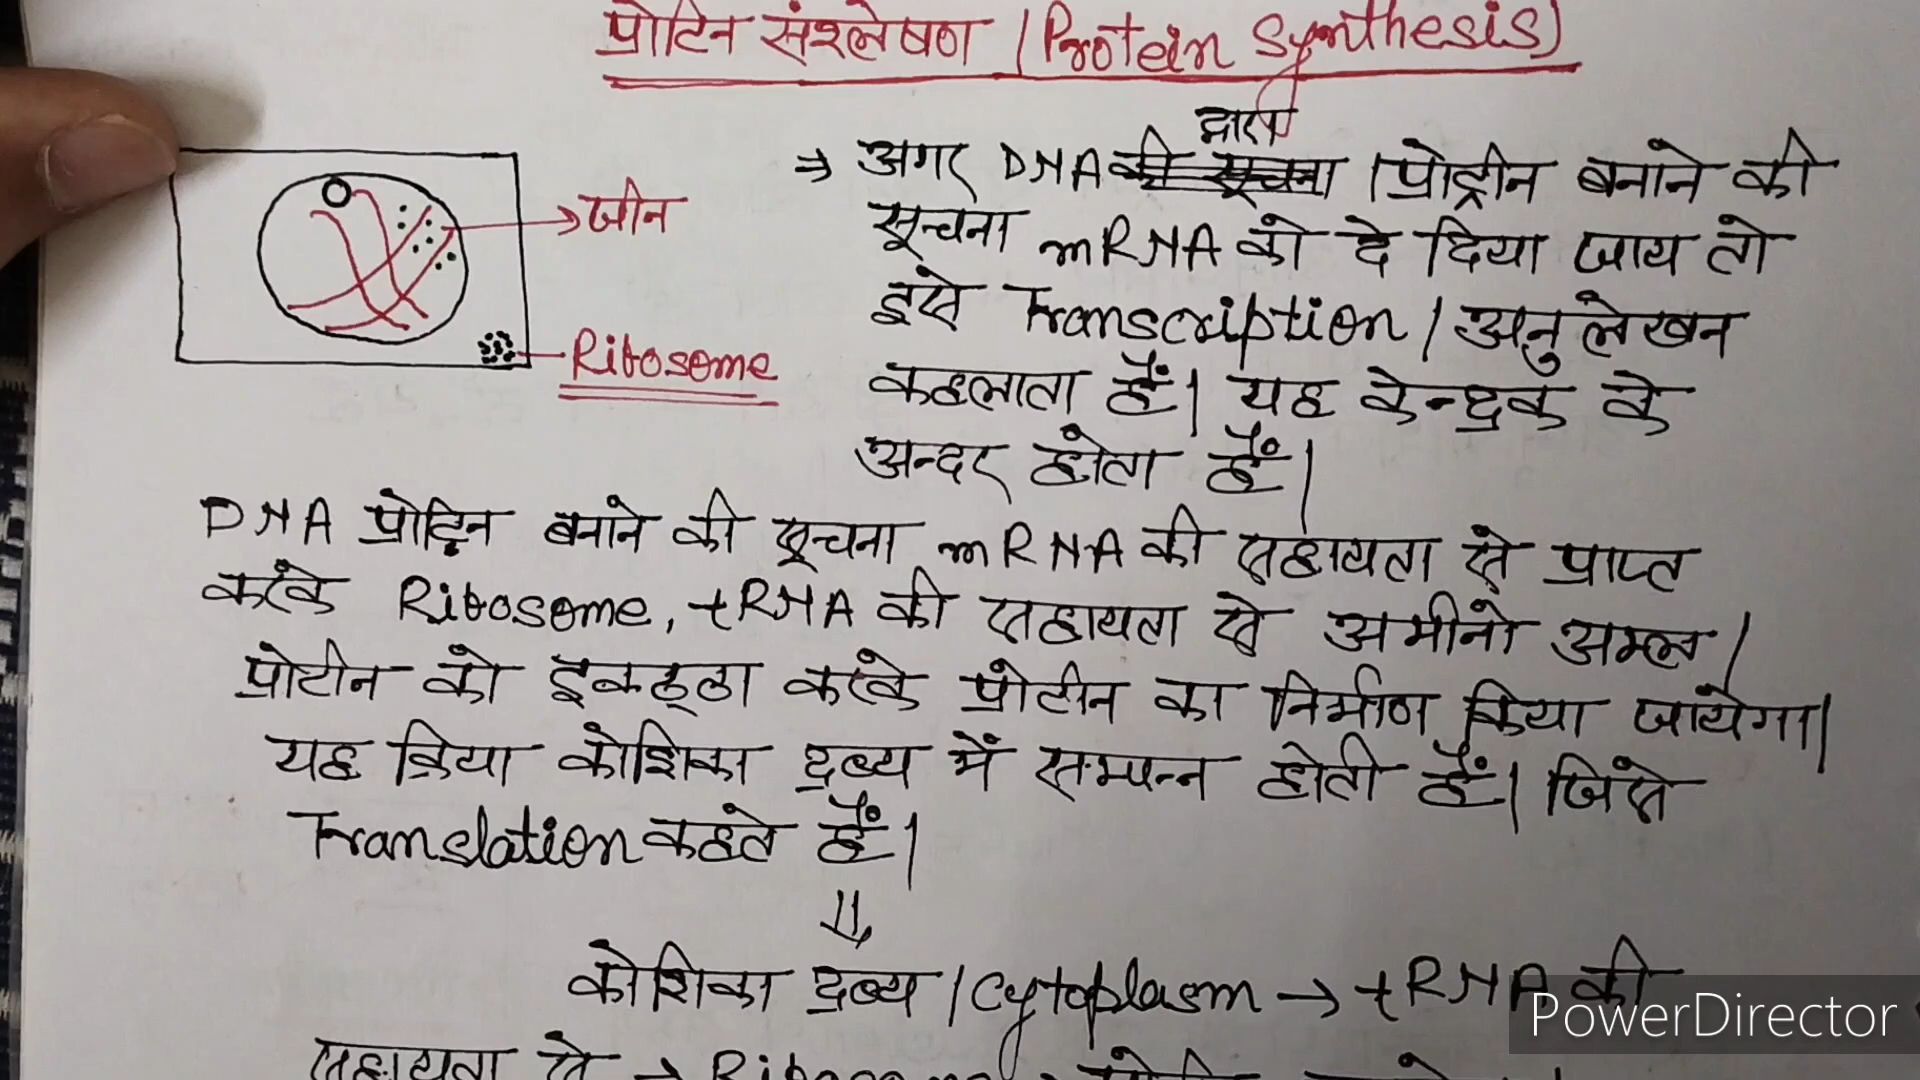 प्रोटिन संश्लेषण / (Protein Synthesis)
द्वारा
→ अगर DNA की सूचना / प्रोट्रीन बनाने की
सूचना mRNA को दे दिया जाय तो
इसे Transcription / अनुलेखन
कहलाता हैं। यह केन्द्रक के
अन्दर होता हैं।
जीन
Ribosome
DNA प्रोटिन बनाने की सूचना mRNA की सहायता से प्राप्त
करके Ribosome, tRNA की सहायता से अमीनो अम्ल /
प्रोटीन को इकठ्ठा करके प्रोटीन का निर्माण किया जायेगा।
यह क्रिया कोशिका द्रव्य में सम्पन्न होती हैं। जिसे
Translation कहते हैं।
⇓
कोशिका द्रव्य / Cytoplasm → tRNA की
सहायता से → Ribosome
PowerDirector